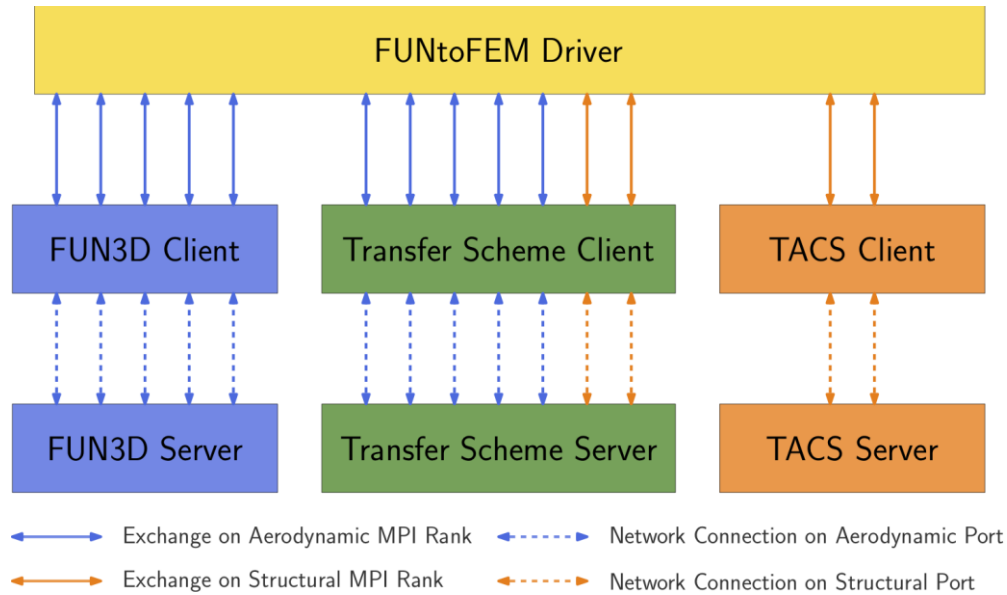 FUNtoFEM Driver
FUN3D Client
Transfer Scheme Client
TACS Client
FUN3D Server
Transfer Scheme Server
TACS Server
Exchange on Aerodynamic MPI Rank
Network Connection on Aerodynamic Port
Exchange on Structural MPI Rank
Network Connection on Structural Port